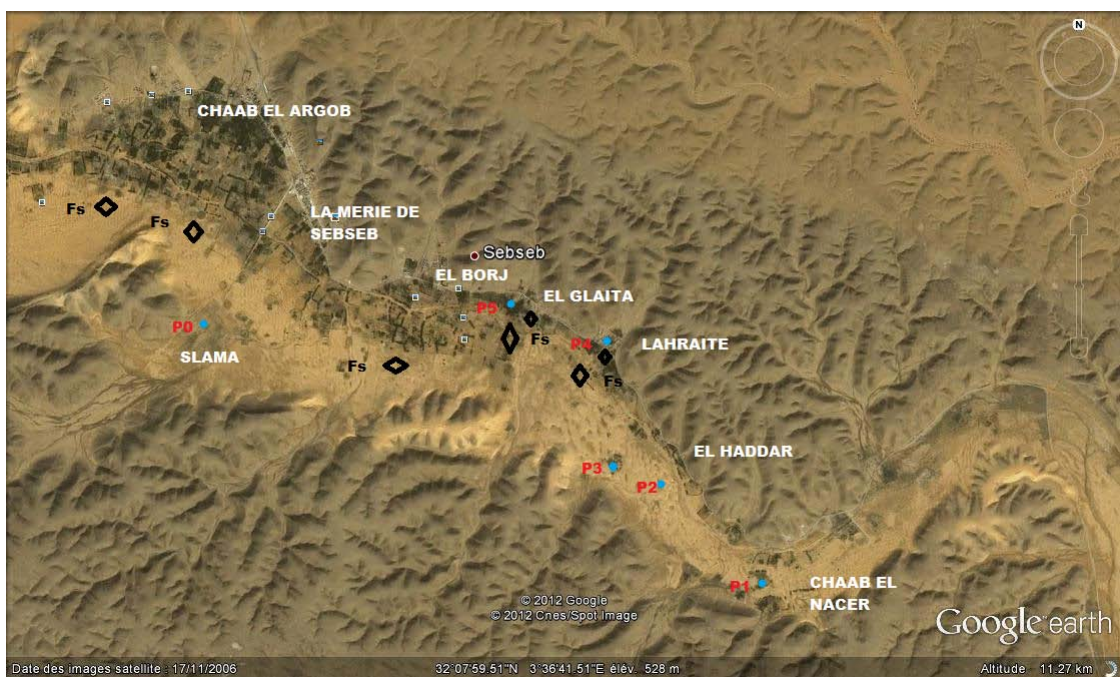 N
CHAAB EL ARGOB
Fs
Fs
LA MERIE DE
SEBSEB
Sebseb
EL BORJ
EL GLAITA
P5
P0
Fs
P4
LAHRAITE
SLAMA
Fs
Fs
EL HADDAR
P3
P2
P1
CHAAB EL
NACER
© 2012 Google
© 2012 Cnes/Spot Image
Google earth
Date des images satellite : 17/11/2006
32°07'59.51"N 3°36'41.51"E élév. 528 m
Altitude 11.27 km